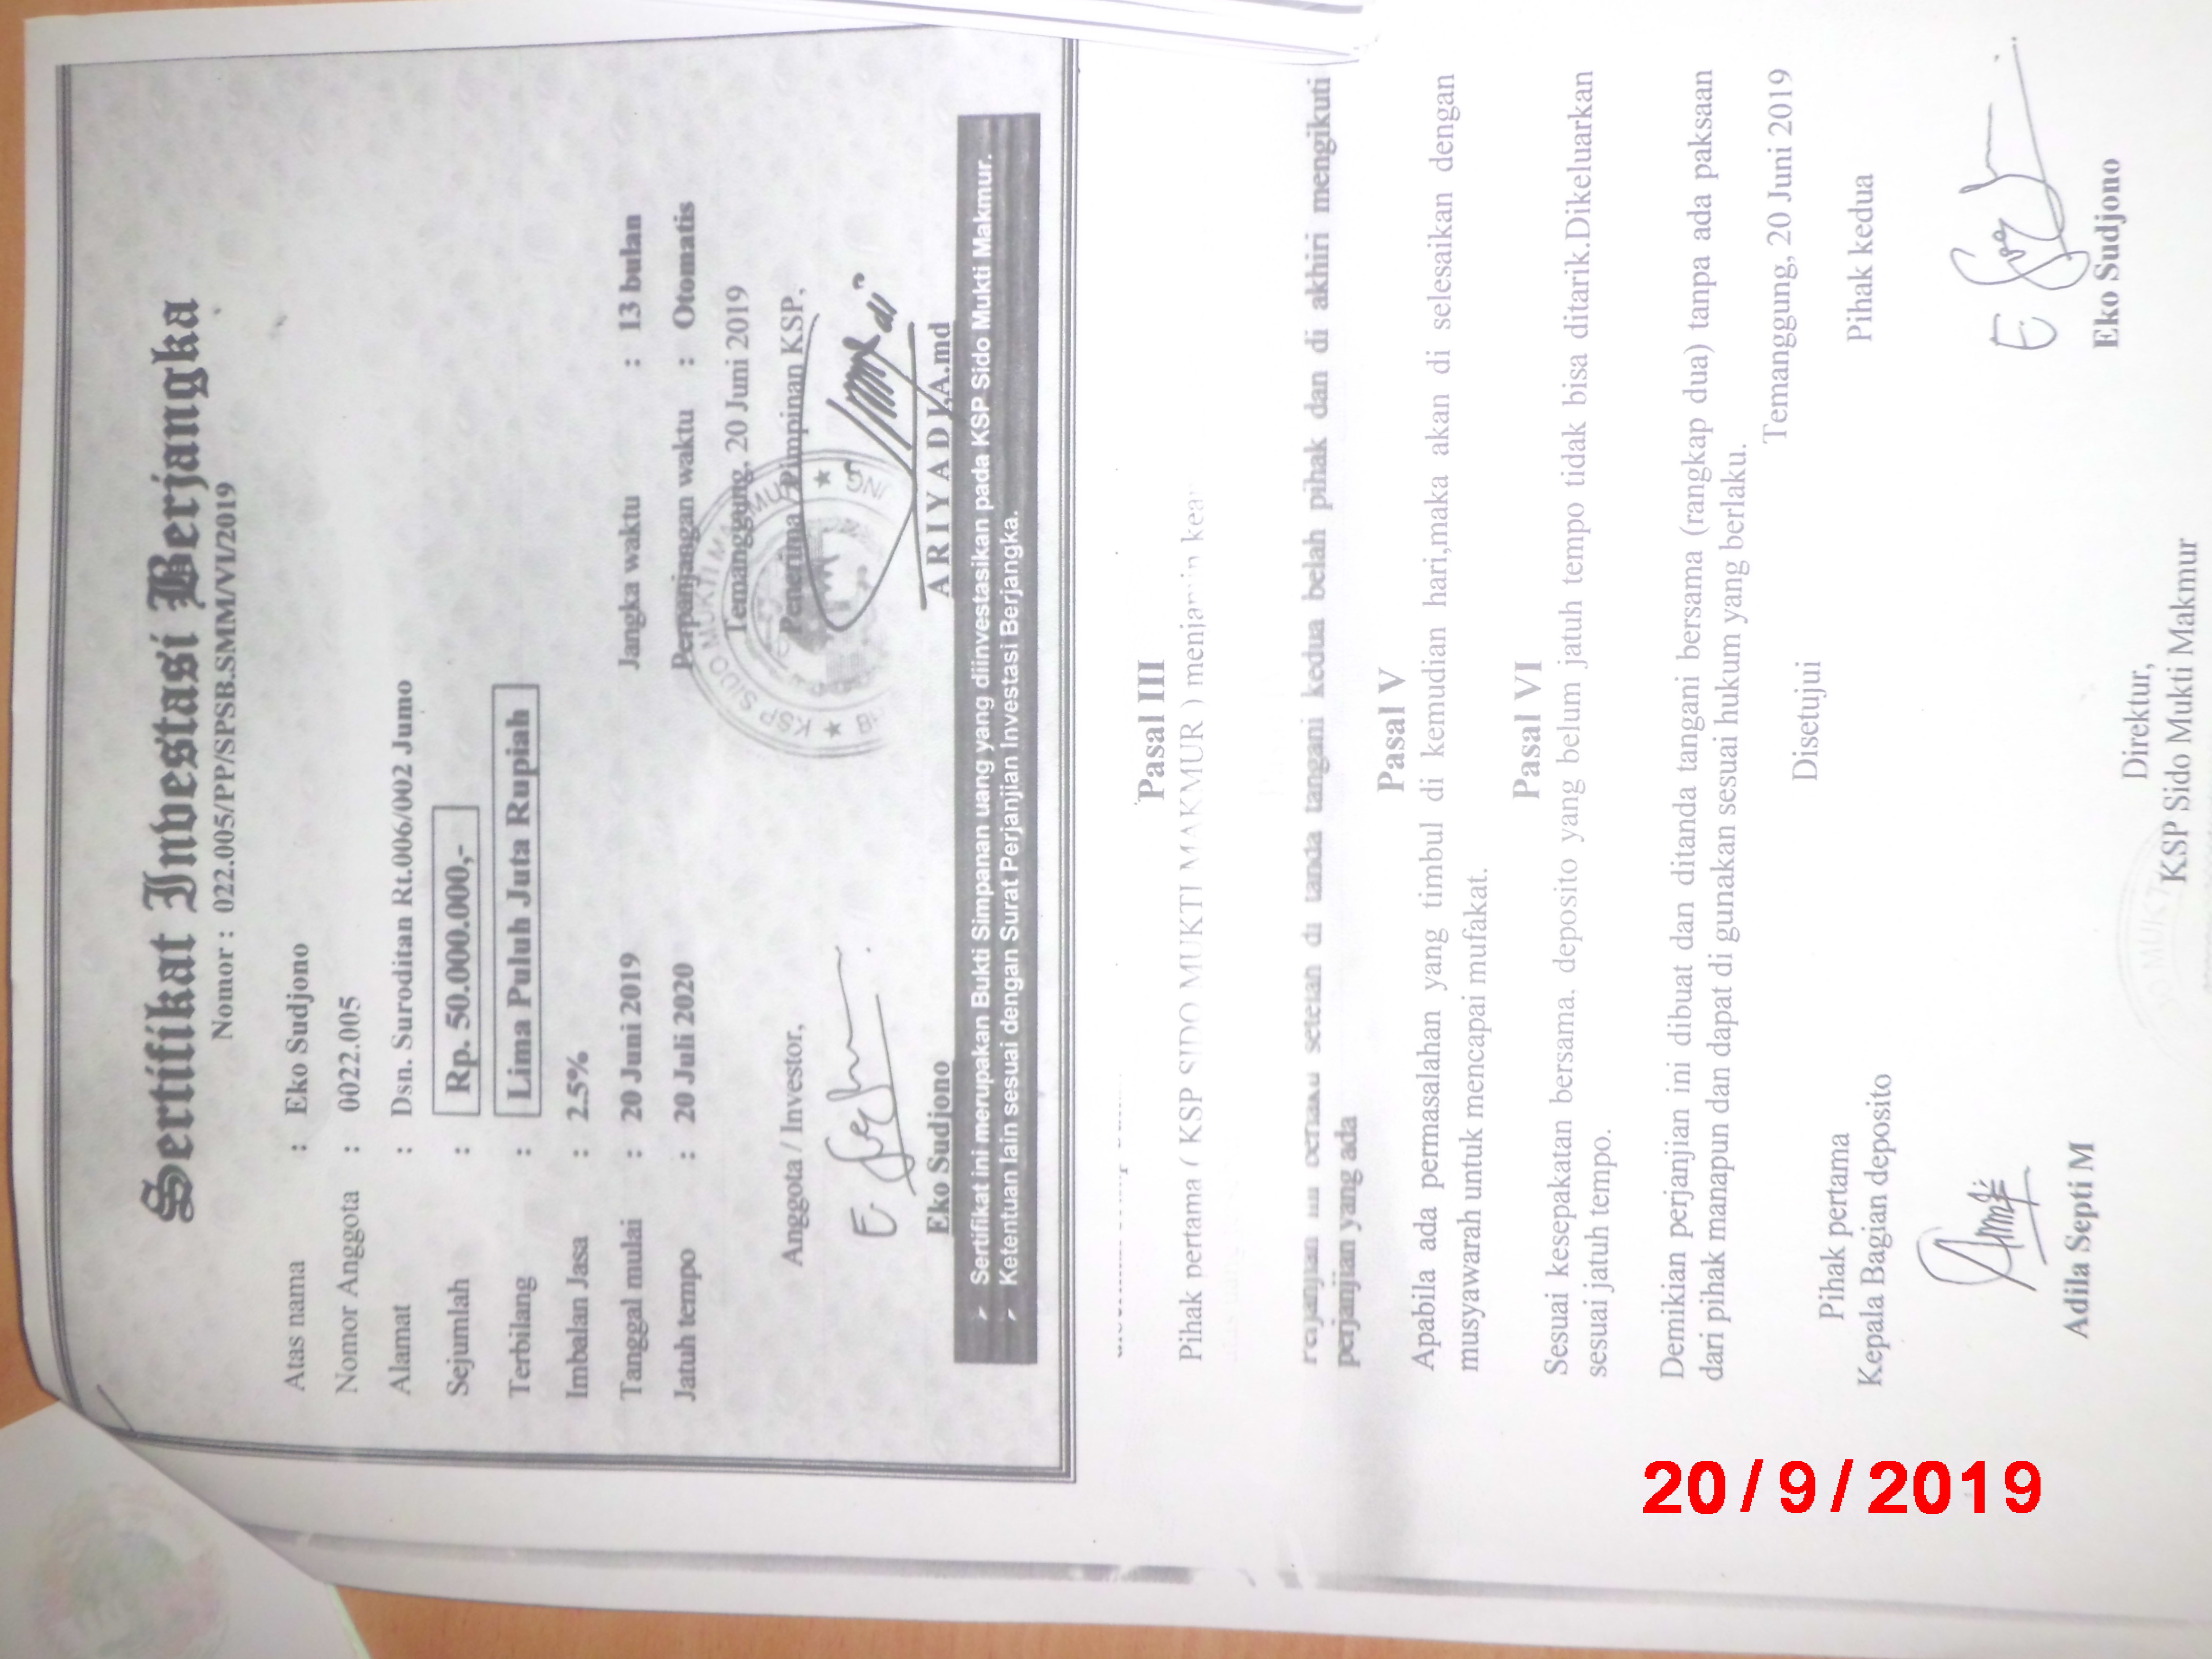 Sertifikat Investasi Berjangka
Nomor : 022.005/PP/SPSB.SMM/VI/2019
Atas nama : Eko Sudjono
Nomor Anggota : 0022.005
Alamat : Dsn. Suroditan Rt.006/002 Jumo
Sejumlah : Rp. 50.000.000,-
Terbilang : Lima Puluh Juta Rupiah
Imbalan Jasa : 2.5%
Tanggal mulai : 20 Juni 2019 Jangka waktu : 13 bulan
Jatuh tempo : 20 Juli 2020 Perpanjangan waktu : Otomatis
Temanggung, 20 Juni 2019
Anggota / Investor, Penerima / Pimpinan KSP,
KSP SIDO MUKTI MAKMUR
Eko Sudjono ARIYADI A.md
➢ Sertifikat ini merupakan Bukti Simpanan uang yang diinvestasikan pada KSP Sido Mukti Makmur.
➢ Ketentuan lain sesuai dengan Surat Perjanjian Investasi Berjangka.
Pasal III
Pihak pertama ( KSP SIDO MUKTI MAKMUR ) menjamin
setelah di tanda tangani kedua belah pihak dan di akhiri mengikuti
perjanjian yang ada
Pasal V
Apabila ada permasalahan yang timbul di kemudian hari,maka akan di selesaikan dengan
musyawarah untuk mencapai mufakat.
Pasal VI
Sesuai kesepakatan bersama, deposito yang belum jatuh tempo tidak bisa ditarik.Dikeluarkan
sesuai jatuh tempo.
Demikian perjanjian ini dibuat dan ditanda tangani bersama (rangkap dua) tanpa ada paksaan
dari pihak manapun dan dapat di gunakan sesuai hukum yang berlaku.
Temanggung, 20 Juni 2019
Disetujui
Pihak pertama Pihak kedua
Kepala Bagian deposito
Adila Septi M Eko Sudjono
Direktur,
KSP Sido Mukti Makmur
20/9/2019